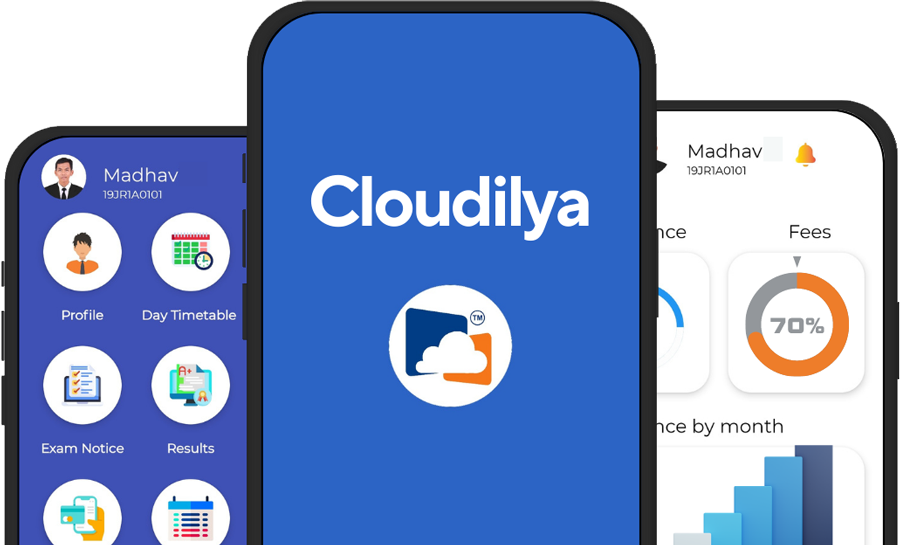 Madhav
19JR1A0101
Profile
Day Timetable
Exam Notice
Results
A+
Cloudilya
TM
Madhav
19JR1A0101
nce
Fees
70%
nce by month